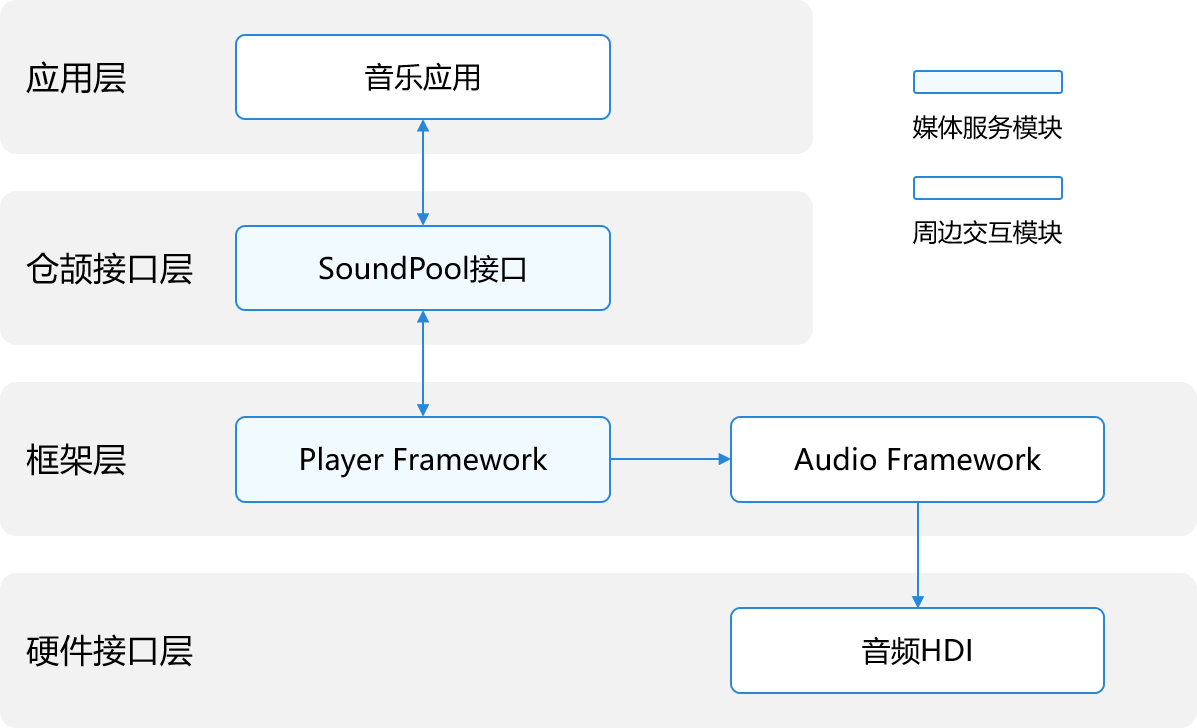 应用层
音乐应用
媒体服务模块
周边交互模块
仓颉接口层
SoundPool接口
框架层
Player Framework
Audio Framework
硬件接口层
音频HDI